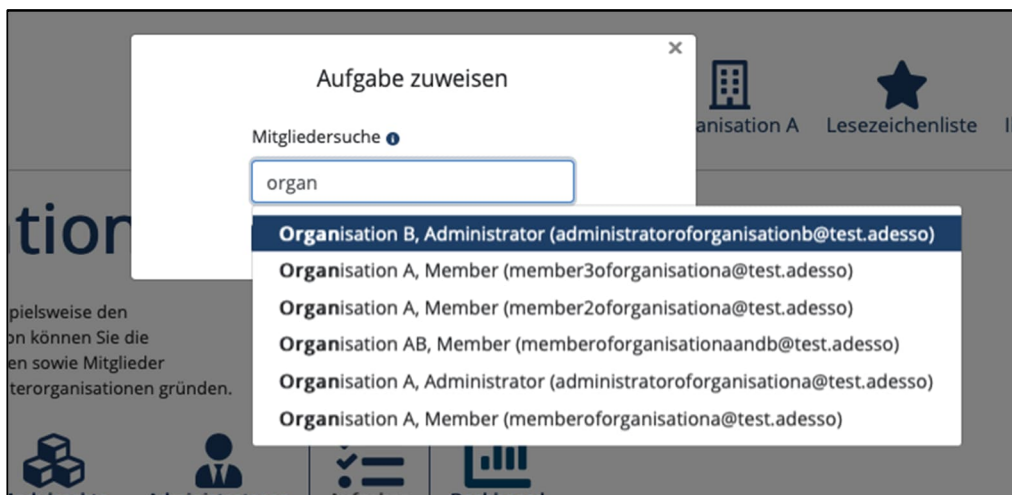 ×
Aufgabe zuweisen
anisation A Lesezeichenliste
Mitgliedersuche
organ
tion
Organisation B, Administrator (administratoroforganisationb@test.adesso)
Organisation A, Member (member3oforganisationa@test.adesso)
Organisation A, Member (member2oforganisationa@test.adesso)
Organisation AB, Member (memberoforganisationaandb@test.adesso)
Organisation A, Administrator (administratoroforganisationa@test.adesso)
Organisation A, Member (memberoforganisationa@test.adesso)
pielsweise den
on können Sie die
en sowie Mitglieder
terorganisationen gründen.